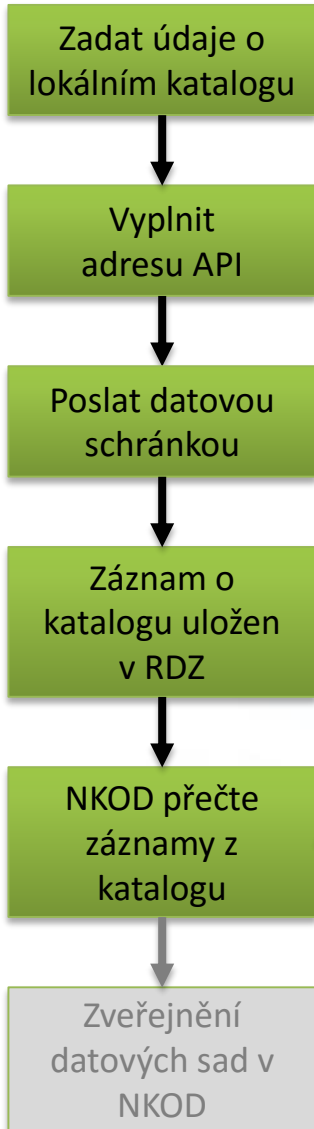 Zadat údaje o
lokálním katalogu
Vyplnit
adresu API
Poslat datovou
schránkou
Záznam o
katalogu uložen
v RDZ
NKOD přečte
záznamy z
katalogu
Zveřejnění
datových sad v
NKOD